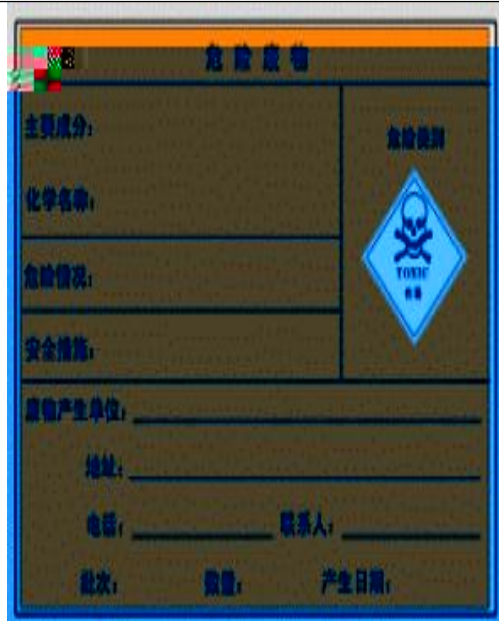 危险废物
主要成分：
危险类别
化学名称：
TOXIC
有毒
危险情况：
安全措施：
废物产生单位：
地址：
电话： 联系人：
批次： 数量： 产生日期：